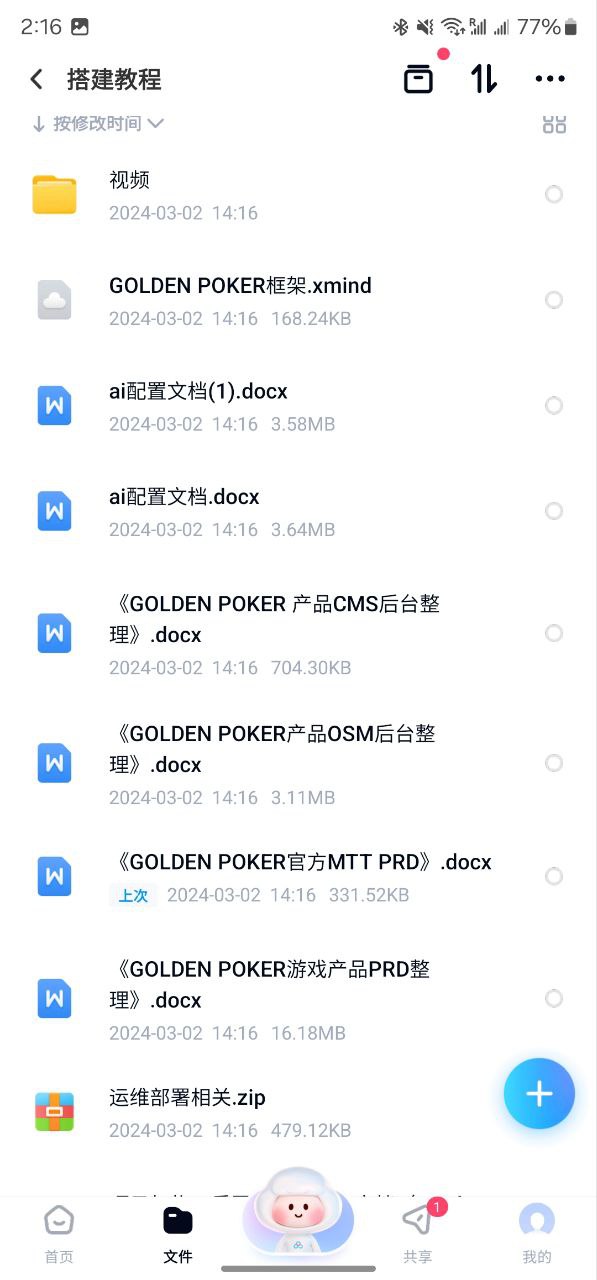 2:16
77%
搭建教程
按修改时间
视频
2024-03-02 14:16
GOLDEN POKER框架.xmind
2024-03-02 14:16 168.24KB
ai配置文档(1).docx
2024-03-02 14:16 3.58MB
ai配置文档.docx
2024-03-02 14:16 3.64MB
《GOLDEN POKER 产品CMS后台整
理》.docx
2024-03-02 14:16 704.30KB
《GOLDEN POKER产品OSM后台整
理》.docx
2024-03-02 14:16 3.11MB
《GOLDEN POKER官方MTT PRD》.docx
上次 2024-03-02 14:16 331.52KB
《GOLDEN POKER游戏产品PRD整
理》.docx
2024-03-02 14:16 16.18MB
运维部署相关.zip
2024-03-02 14:16 479.12KB
1
首页
文件
共享
我的